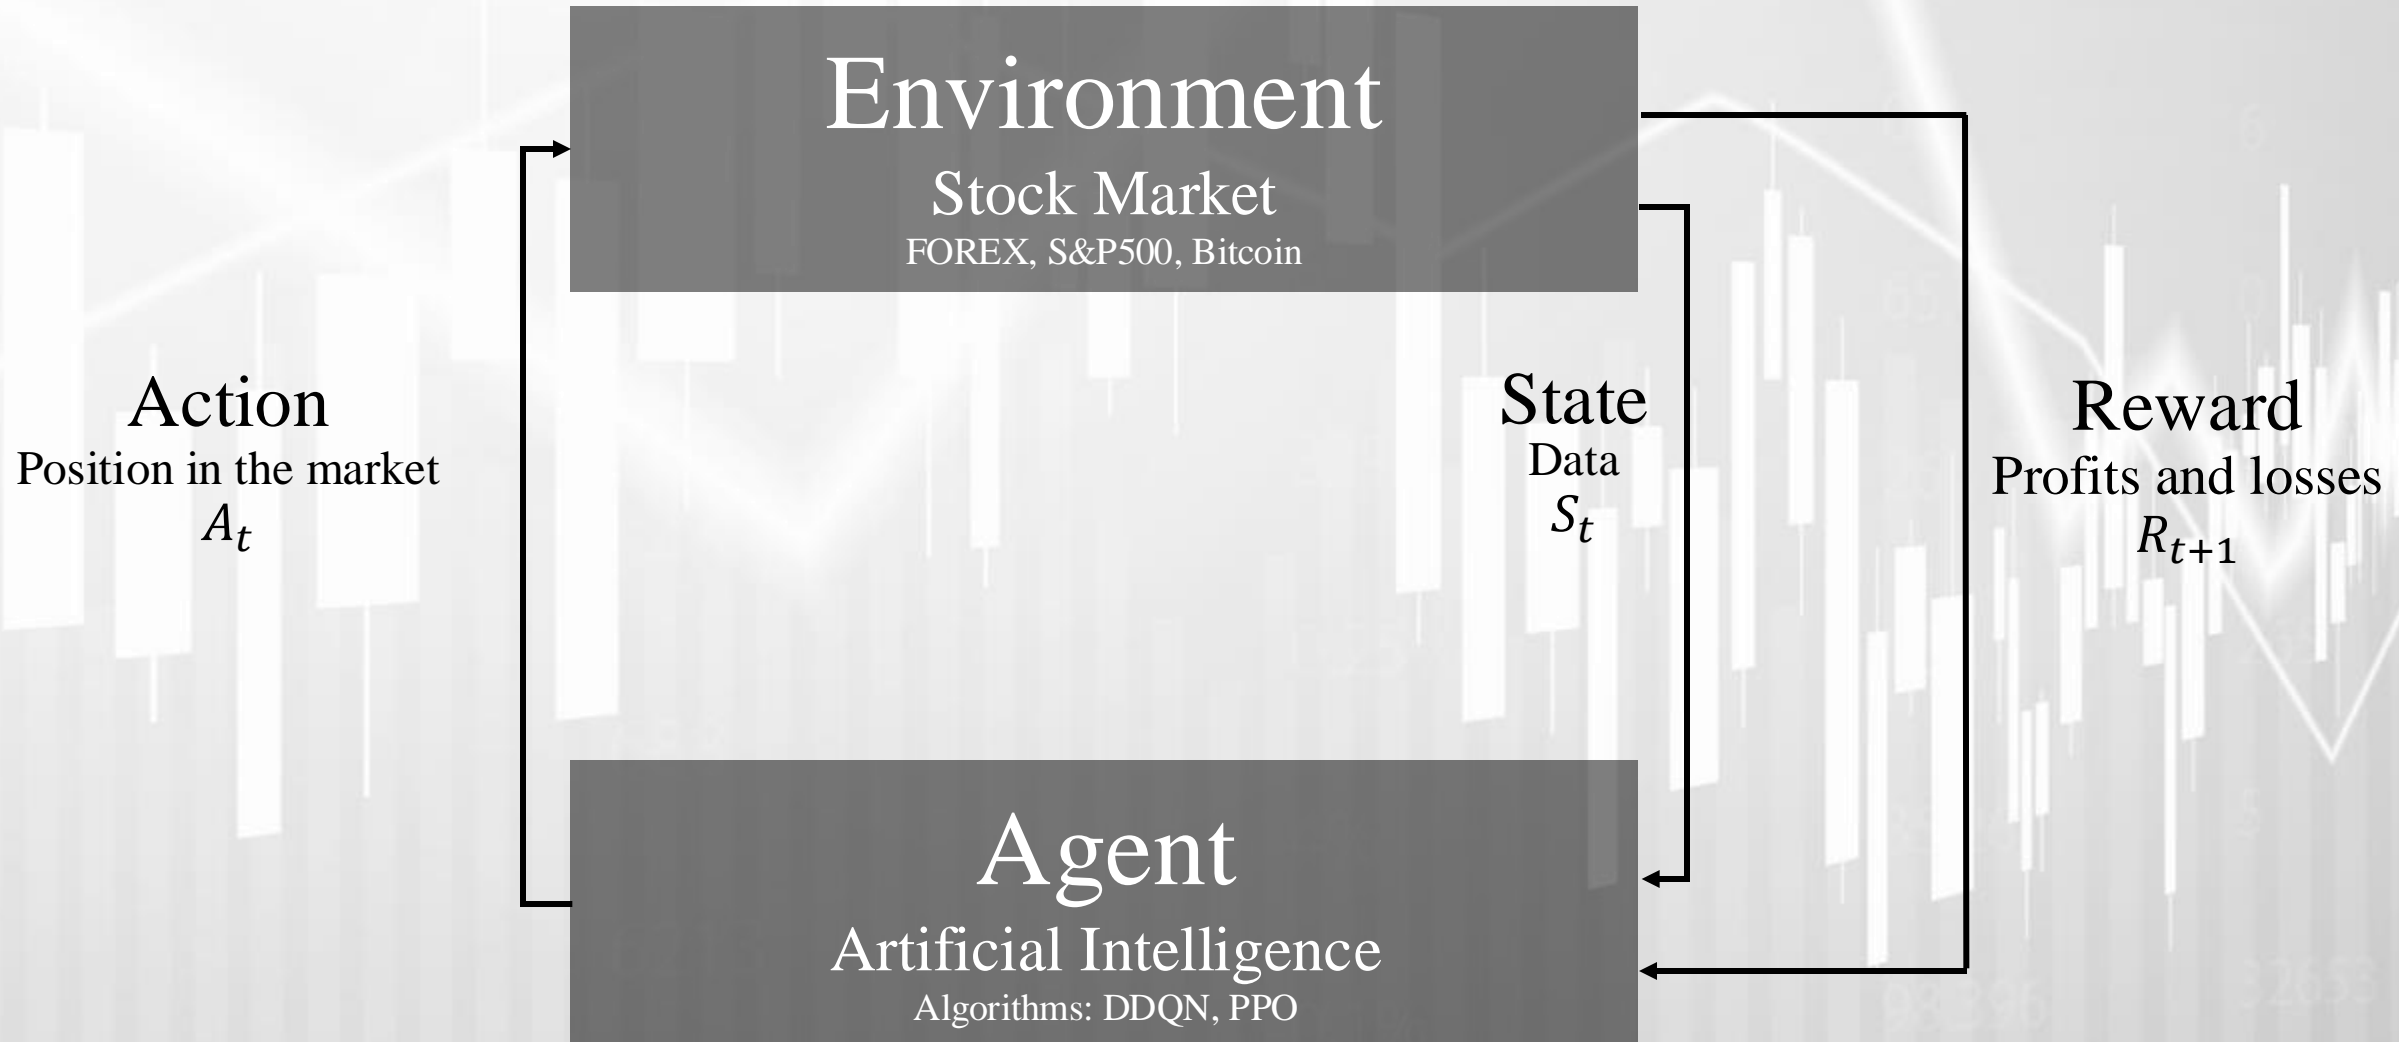 Environment
Stock Market
FOREX, S&P500, Bitcoin
Action
Position in the market
A_t
State
Data
S_t
Reward
Profits and losses
R_{t+1}
Agent
Artificial Intelligence
Algorithms: DDQN, PPO